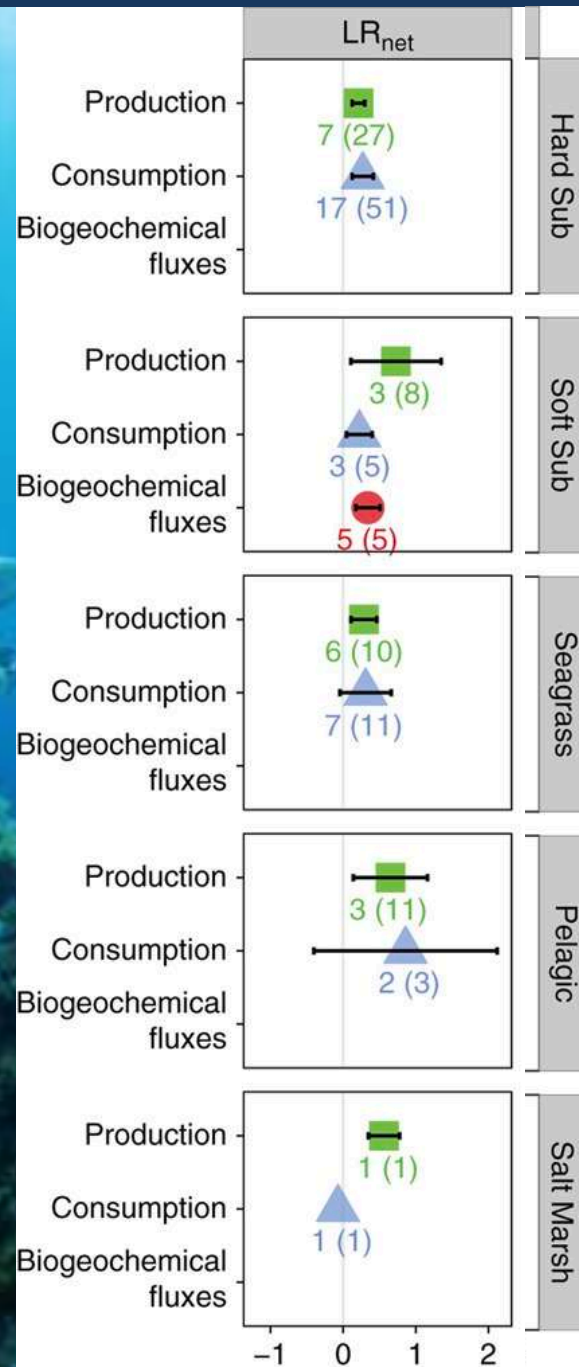 LRnet
Production
7 (27)
Consumption
17 (51)
Biogeochemical
fluxes
Hard Sub
Production
3 (8)
Consumption
3 (5)
Biogeochemical
fluxes
5 (5)
Soft Sub
Production
6 (10)
Consumption
7 (11)
Biogeochemical
fluxes
Seagrass
Production
3 (11)
Consumption
2 (3)
Biogeochemical
fluxes
Pelagic
Production
1 (1)
Consumption
1 (1)
Biogeochemical
fluxes
Salt Marsh
−1 0 1 2